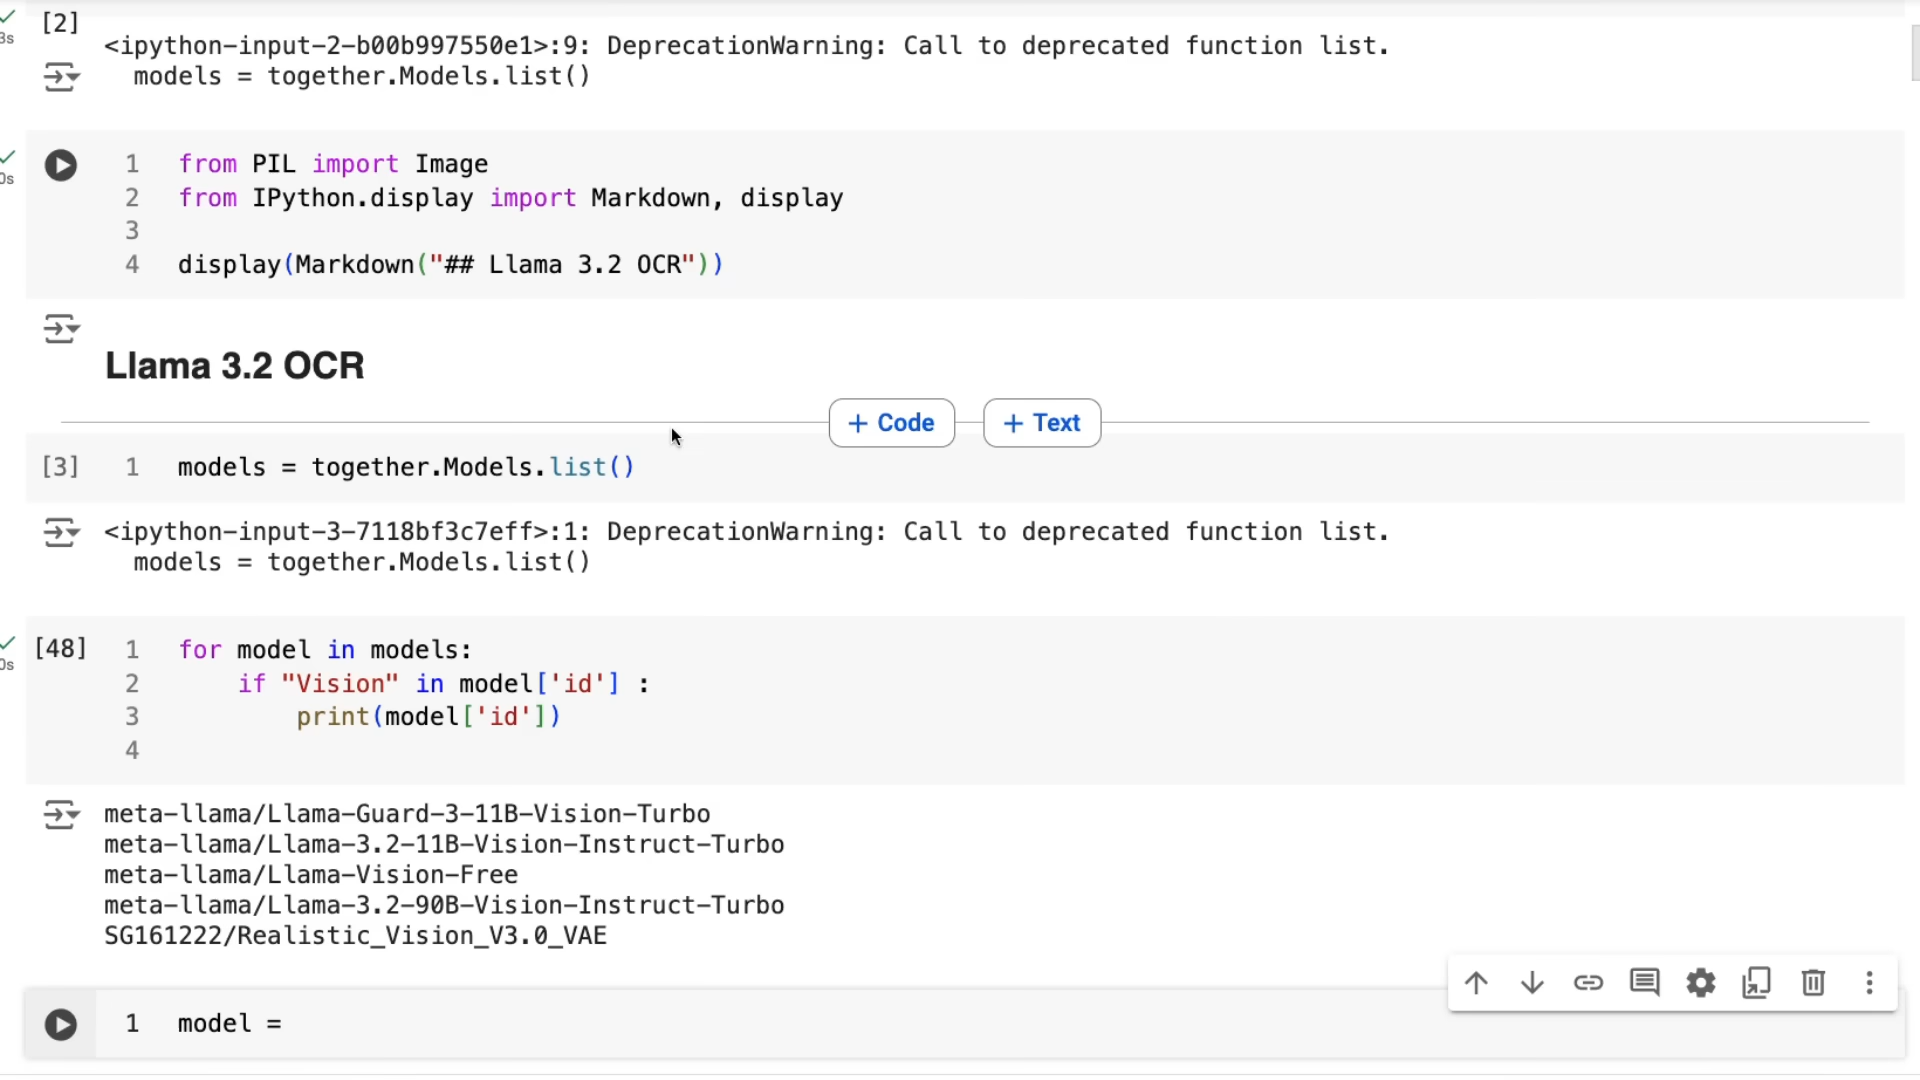 [2]
3s
<ipython-input-2-b00b997550e1>:9: DeprecationWarning: Call to deprecated function list.
models = together.Models.list()
0s
1 from PIL import Image
2 from IPython.display import Markdown, display
3
4 display(Markdown("## Llama 3.2 OCR"))
Llama 3.2 OCR
+ Code + Text
[3] 1 models = together.Models.list()
<ipython-input-3-7118bf3c7eff>:1: DeprecationWarning: Call to deprecated function list.
models = together.Models.list()
[48] 1 for model in models:
0s
2 if "Vision" in model['id'] :
3 print(model['id'])
4
meta-llama/Llama-Guard-3-11B-Vision-Turbo
meta-llama/Llama-3.2-11B-Vision-Instruct-Turbo
meta-llama/Llama-Vision-Free
meta-llama/Llama-3.2-90B-Vision-Instruct-Turbo
SG161222/Realistic_Vision_V3.0_VAE
1 model =